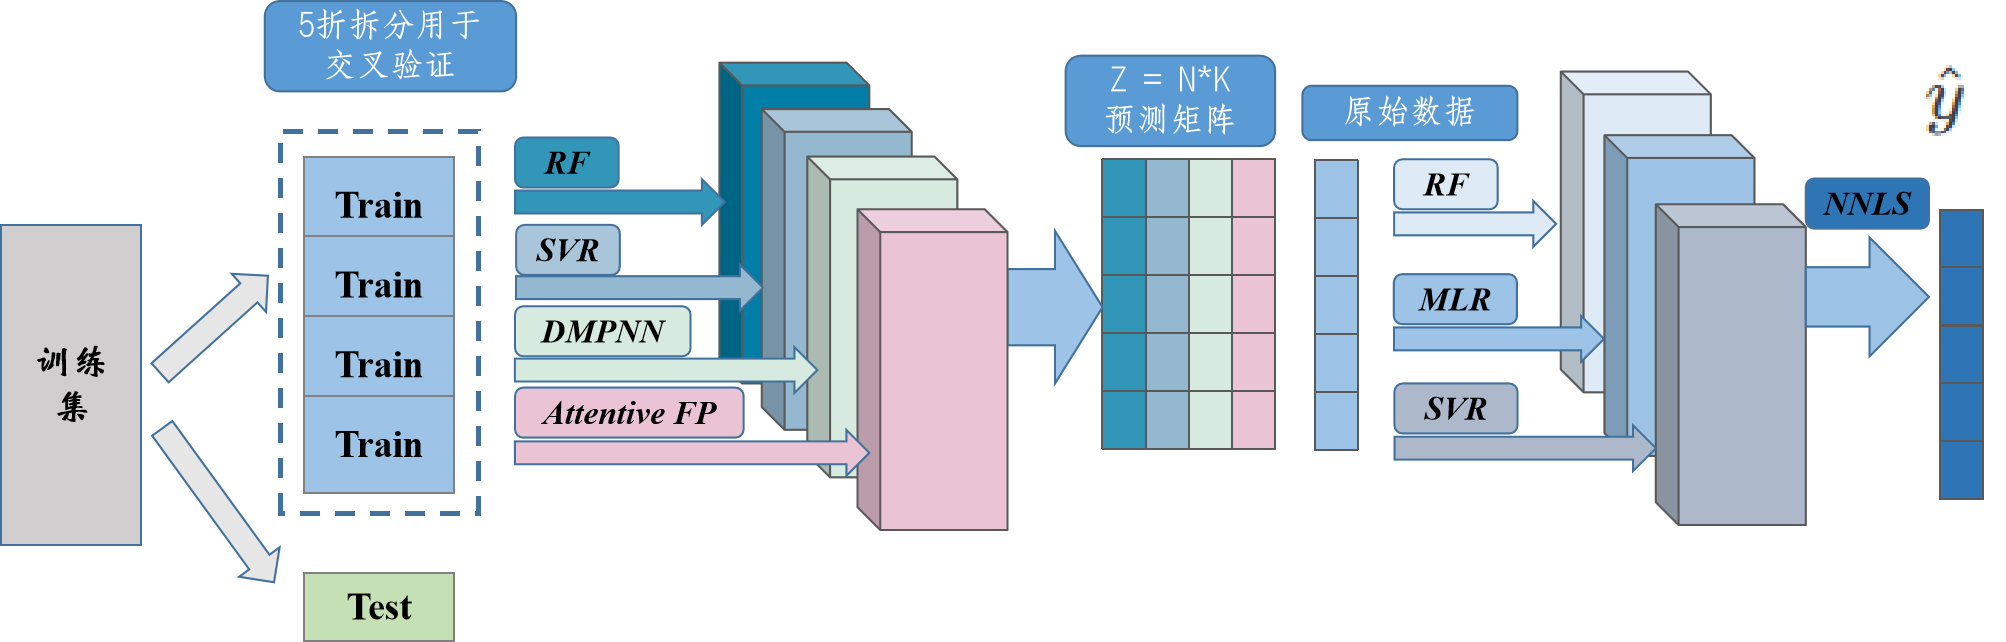 5折拆分用于
交叉验证
训练
集
Train
Train
Train
Train
Test
RF
SVR
DMPNN
Attentive FP
Z = N*K
预测矩阵
原始数据
RF
MLR
SVR
NNLS
ŷ